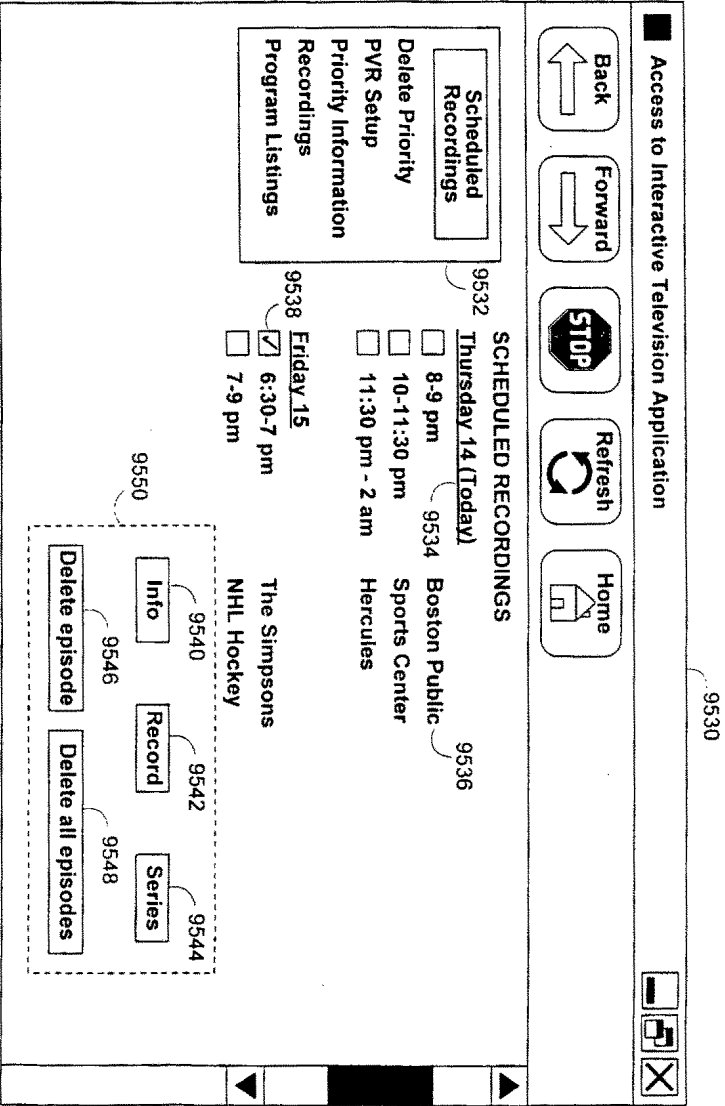 9530
Access to Interactive Television Application
Back Forward STOP Refresh Home
Scheduled
Recordings
Delete Priority
PVR Setup
Priority Information
Recordings
Program Listings
9532
SCHEDULED RECORDINGS
Thursday 14 (Today)
8-9 pm Boston Public
9534
9536
10-11:30 pm Sports Center
11:30 pm - 2 am Hercules
9538
Friday 15
6:30-7 pm The Simpsons
7-9 pm NHL Hockey
9540 9542 9544
Info Record Series
9550
9546 9548
Delete episode Delete all episodes